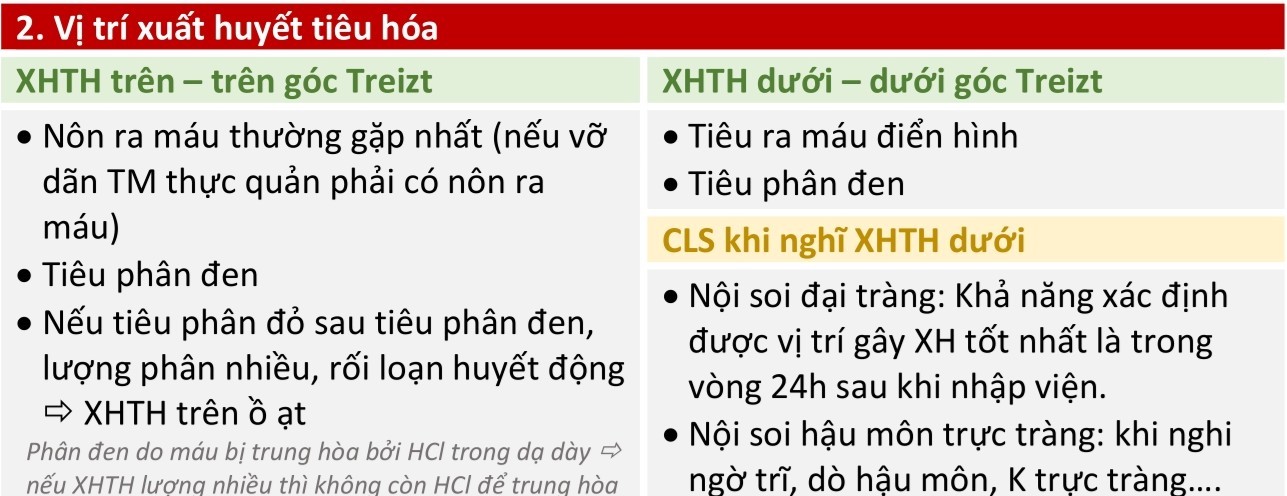 2. Vị trí xuất huyết tiêu hóa
XHTH trên – trên góc Treizt
• Nôn ra máu thường gặp nhất (nếu vỡ
dãn TM thực quản phải có nôn ra
máu)
• Tiêu phân đen
• Nếu tiêu phân đỏ sau tiêu phân đen,
lượng phân nhiều, rối loạn huyết động
⇨ XHTH trên ồ ạt
Phân đen do máu bị trung hòa bởi HCl trong dạ dày ⇨
nếu XHTH lượng nhiều thì không còn HCl để trung hòa
XHTH dưới – dưới góc Treizt
• Tiêu ra máu điển hình
• Tiêu phân đen
CLS khi nghĩ XHTH dưới
• Nội soi đại tràng: Khả năng xác định
được vị trí gây XH tốt nhất là trong
vòng 24h sau khi nhập viện.
• Nội soi hậu môn trực tràng: khi nghi
ngờ trĩ, dò hậu môn, K trực tràng….